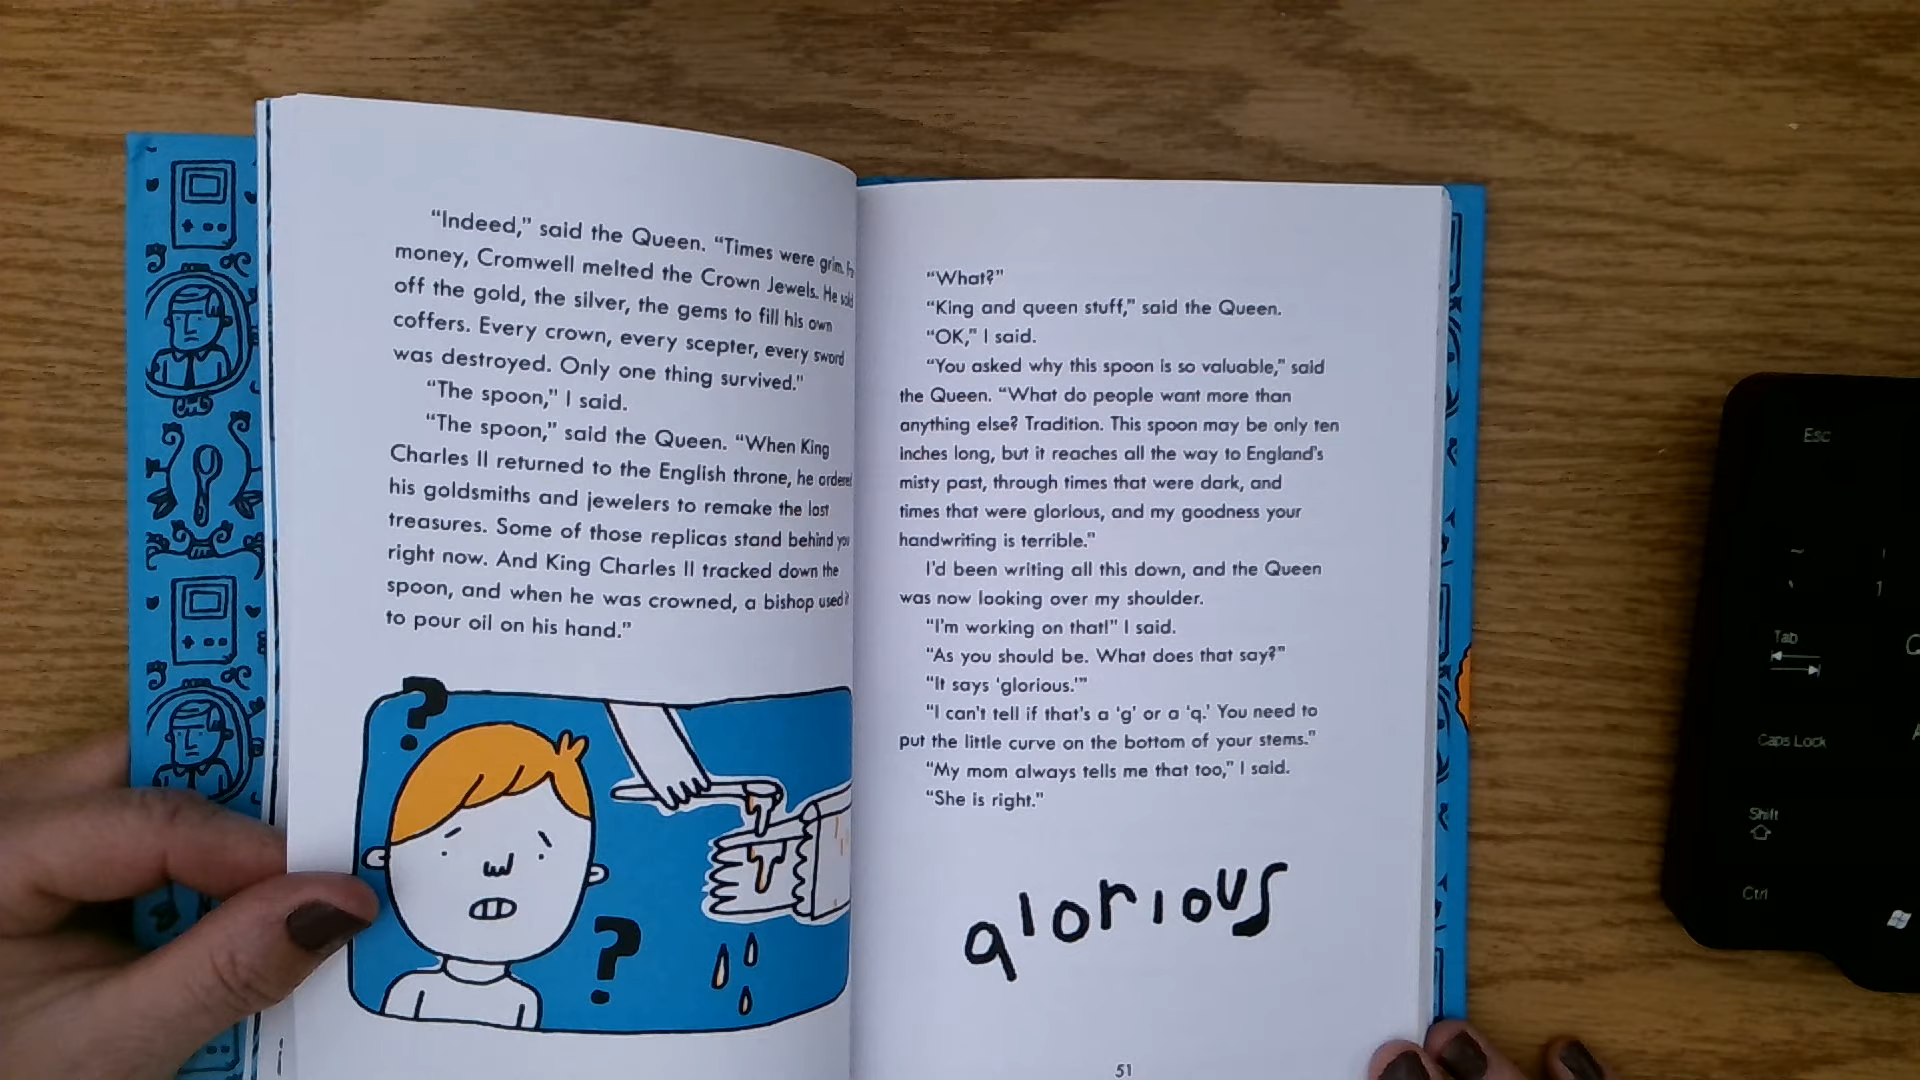 “Indeed,” said the Queen. “Times were grim. For
money, Cromwell melted the Crown Jewels. He sold
off the gold, the silver, the gems to fill his own
coffers. Every crown, every scepter, every sword
was destroyed. Only one thing survived.”
“The spoon,” I said.
“The spoon,” said the Queen. “When King
Charles II returned to the English throne, he ordered
his goldsmiths and jewelers to remake the lost
treasures. Some of those replicas stand behind you
right now. And King Charles II tracked down the
spoon, and when he was crowned, a bishop used it
to pour oil on his hand.”
?
?
“What?”
“King and queen stuff,” said the Queen.
“OK,” I said.
“You asked why this spoon is so valuable,” said
the Queen. “What do people want more than
anything else? Tradition. This spoon may be only ten
inches long, but it reaches all the way to England’s
misty past, through times that were dark, and
times that were glorious, and my goodness your
handwriting is terrible.”
I’d been writing all this down, and the Queen
was now looking over my shoulder.
“I’m working on that!” I said.
“As you should be. What does that say?”
“It says ‘glorious.’”
“I can’t tell if that’s a ‘g’ or a ‘q.’ You need to
put the little curve on the bottom of your stems.”
“My mom always tells me that too,” I said.
“She is right.”
glorious
51
Esc
~ !
` 1
Tab
Q
Caps Lock
A
Shift
Ctrl